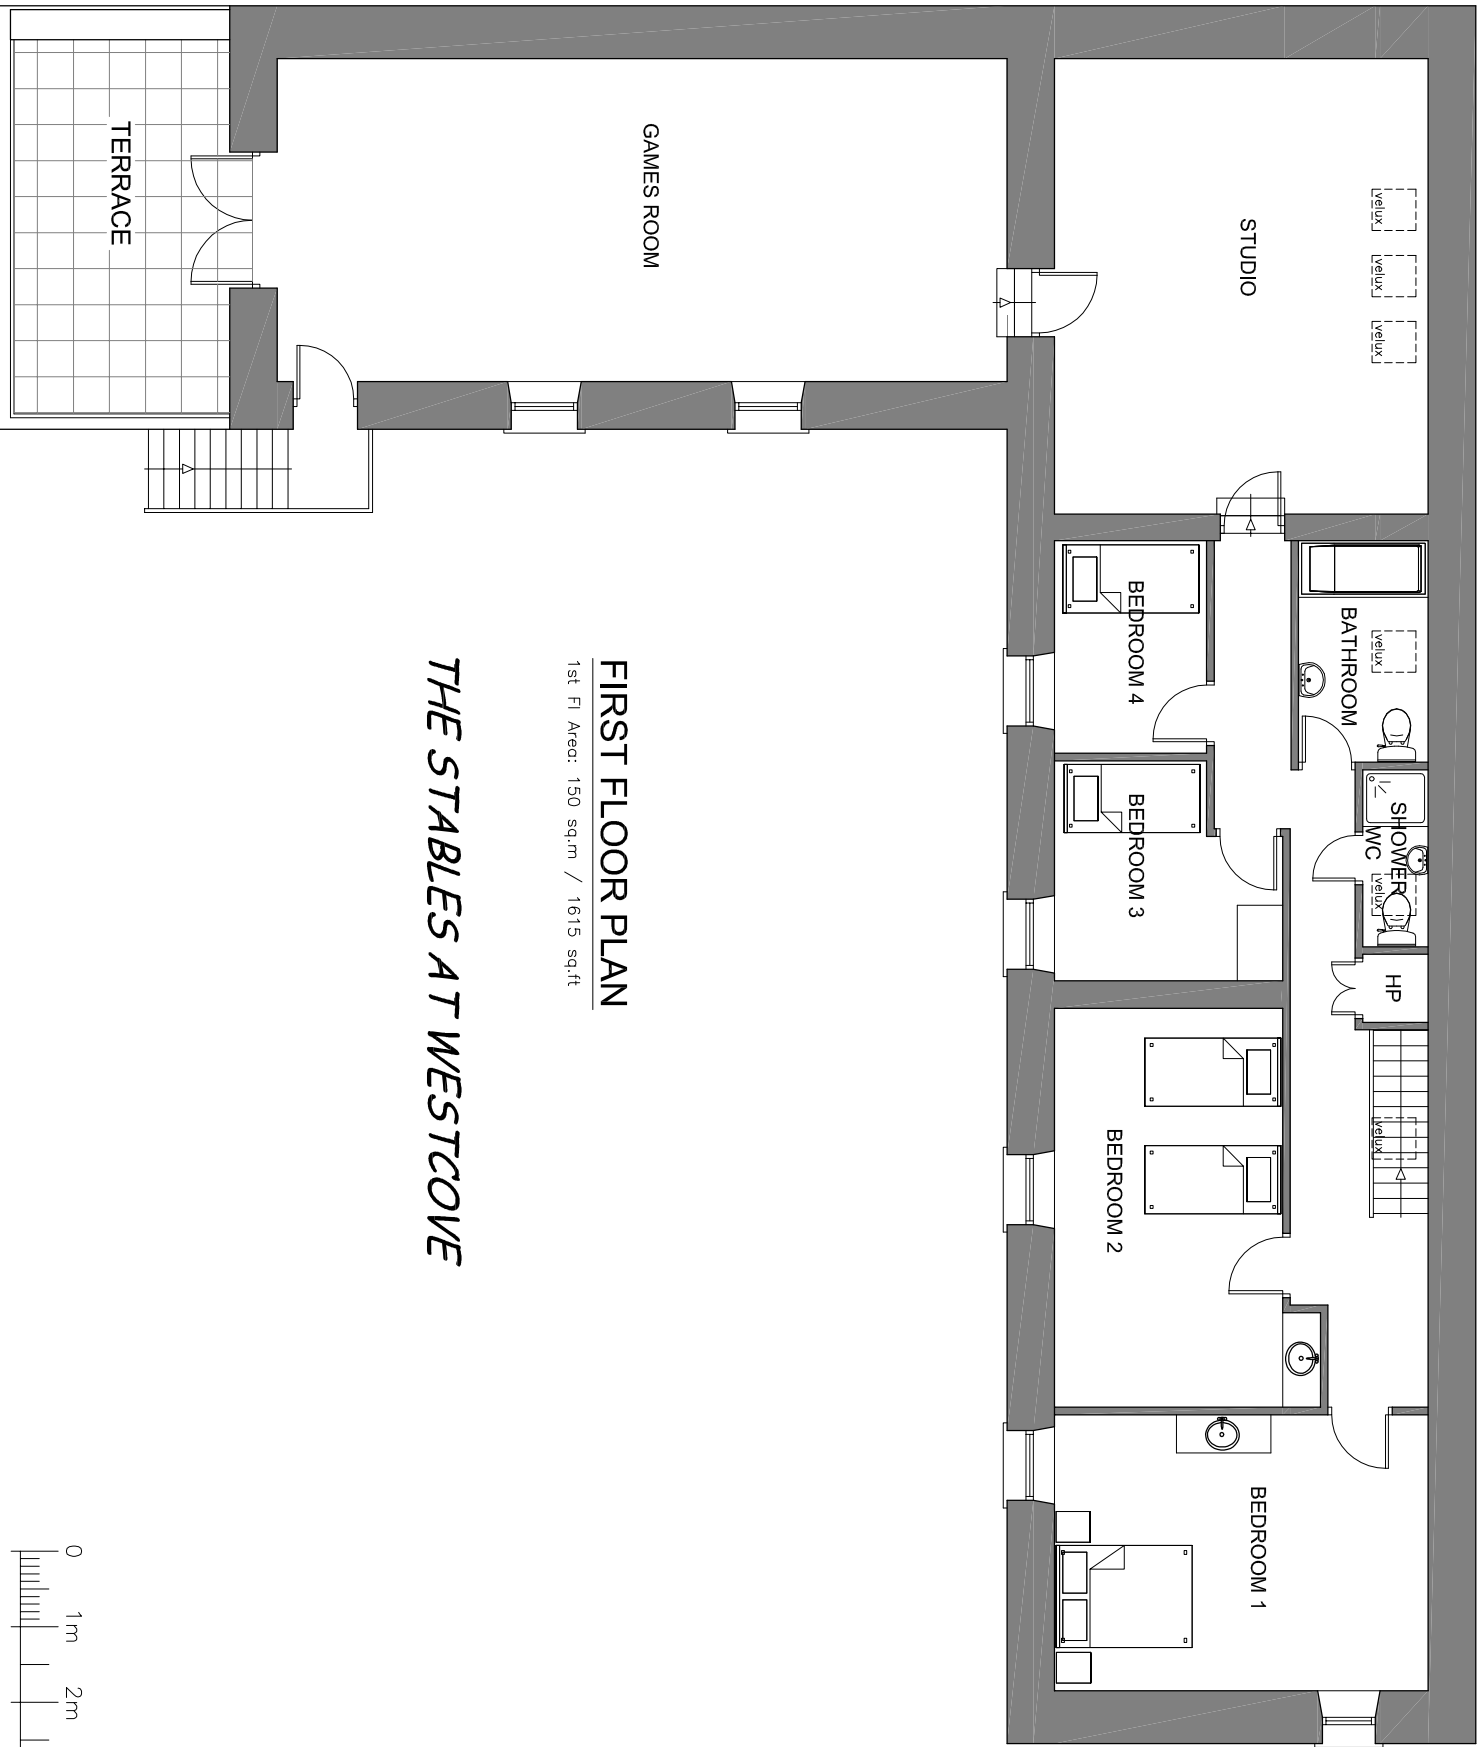 TERRACE
GAMES ROOM
STUDIO
velux
velux
velux
BEDROOM 4
BATHROOM
velux
BEDROOM 3
SHOWER
WC
velux
HP
BEDROOM 2
velux
BEDROOM 1
FIRST FLOOR PLAN
1st Fl Area: 150 sq.m / 1615 sq.ft
THE STABLES AT WESTCOVE
0 1m 2m